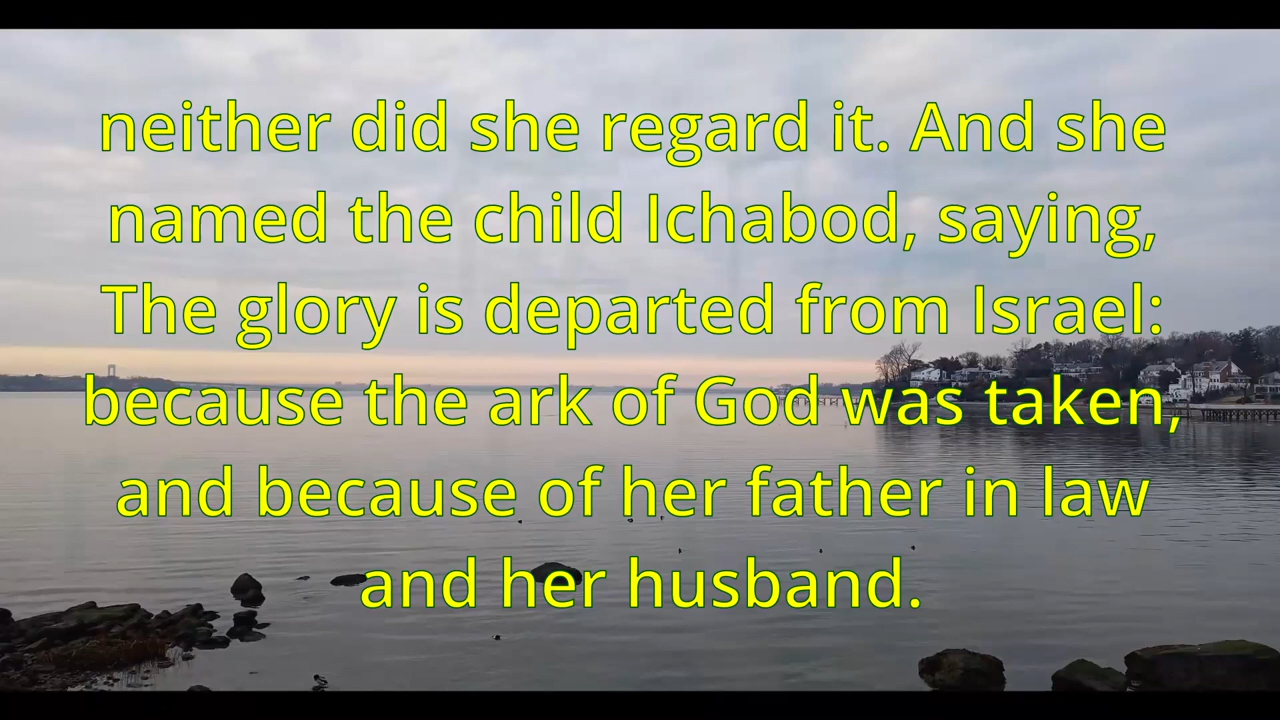 neither did she regard it. And she
named the child Ichabod, saying,
The glory is departed from Israel:
because the ark of God was taken,
and because of her father in law
and her husband.